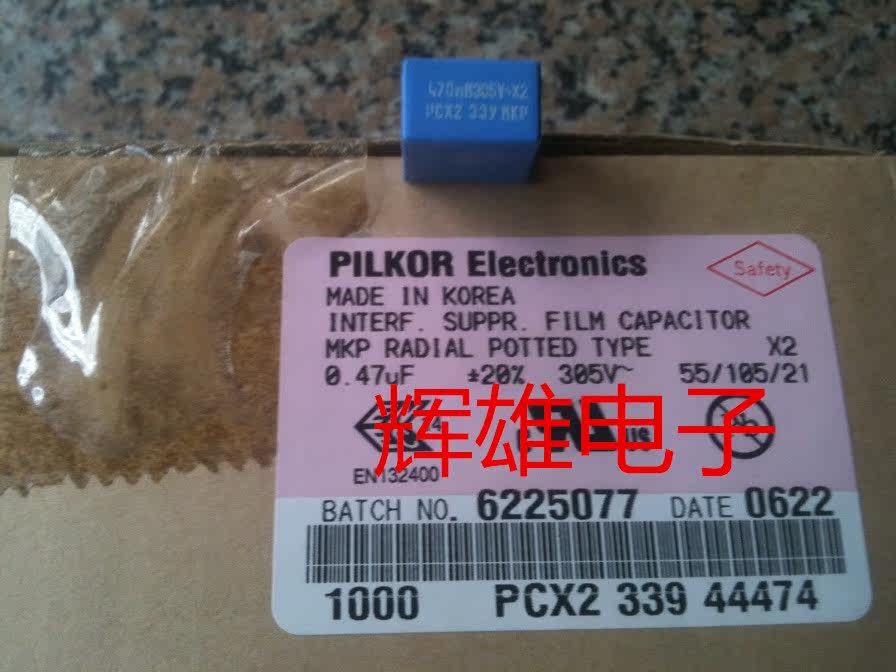 470nM305V~X2
PCX2 339 MKP
PILKOR Electronics
Safety
MADE IN KOREA
INTERF. SUPPR. FILM CAPACITOR
MKP RADIAL POTTED TYPE X2
0.47uF ±20% 305V~ 55/105/21
辉雄电子
US
EN132400
BATCH NO. 6225077 DATE 0622
1000 PCX2 339 44474